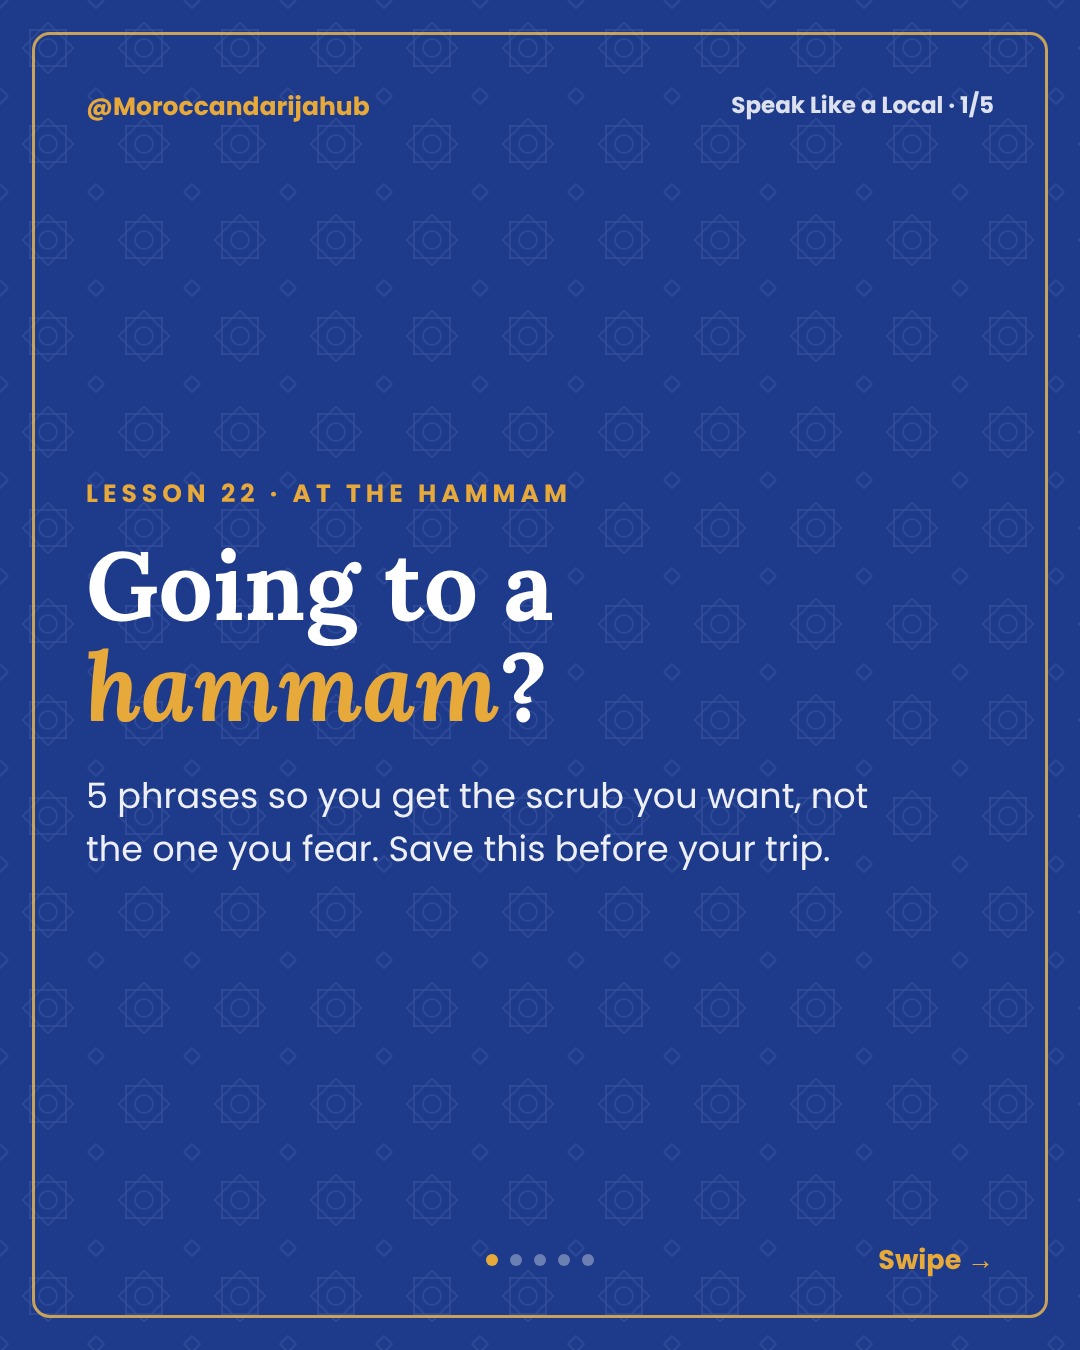 @Moroccandarijahub
Speak Like a Local · 1/5
LESSON 22 · AT THE HAMMAM
Going to a
hammam?
5 phrases so you get the scrub you want, not
the one you fear. Save this before your trip.
Swipe →